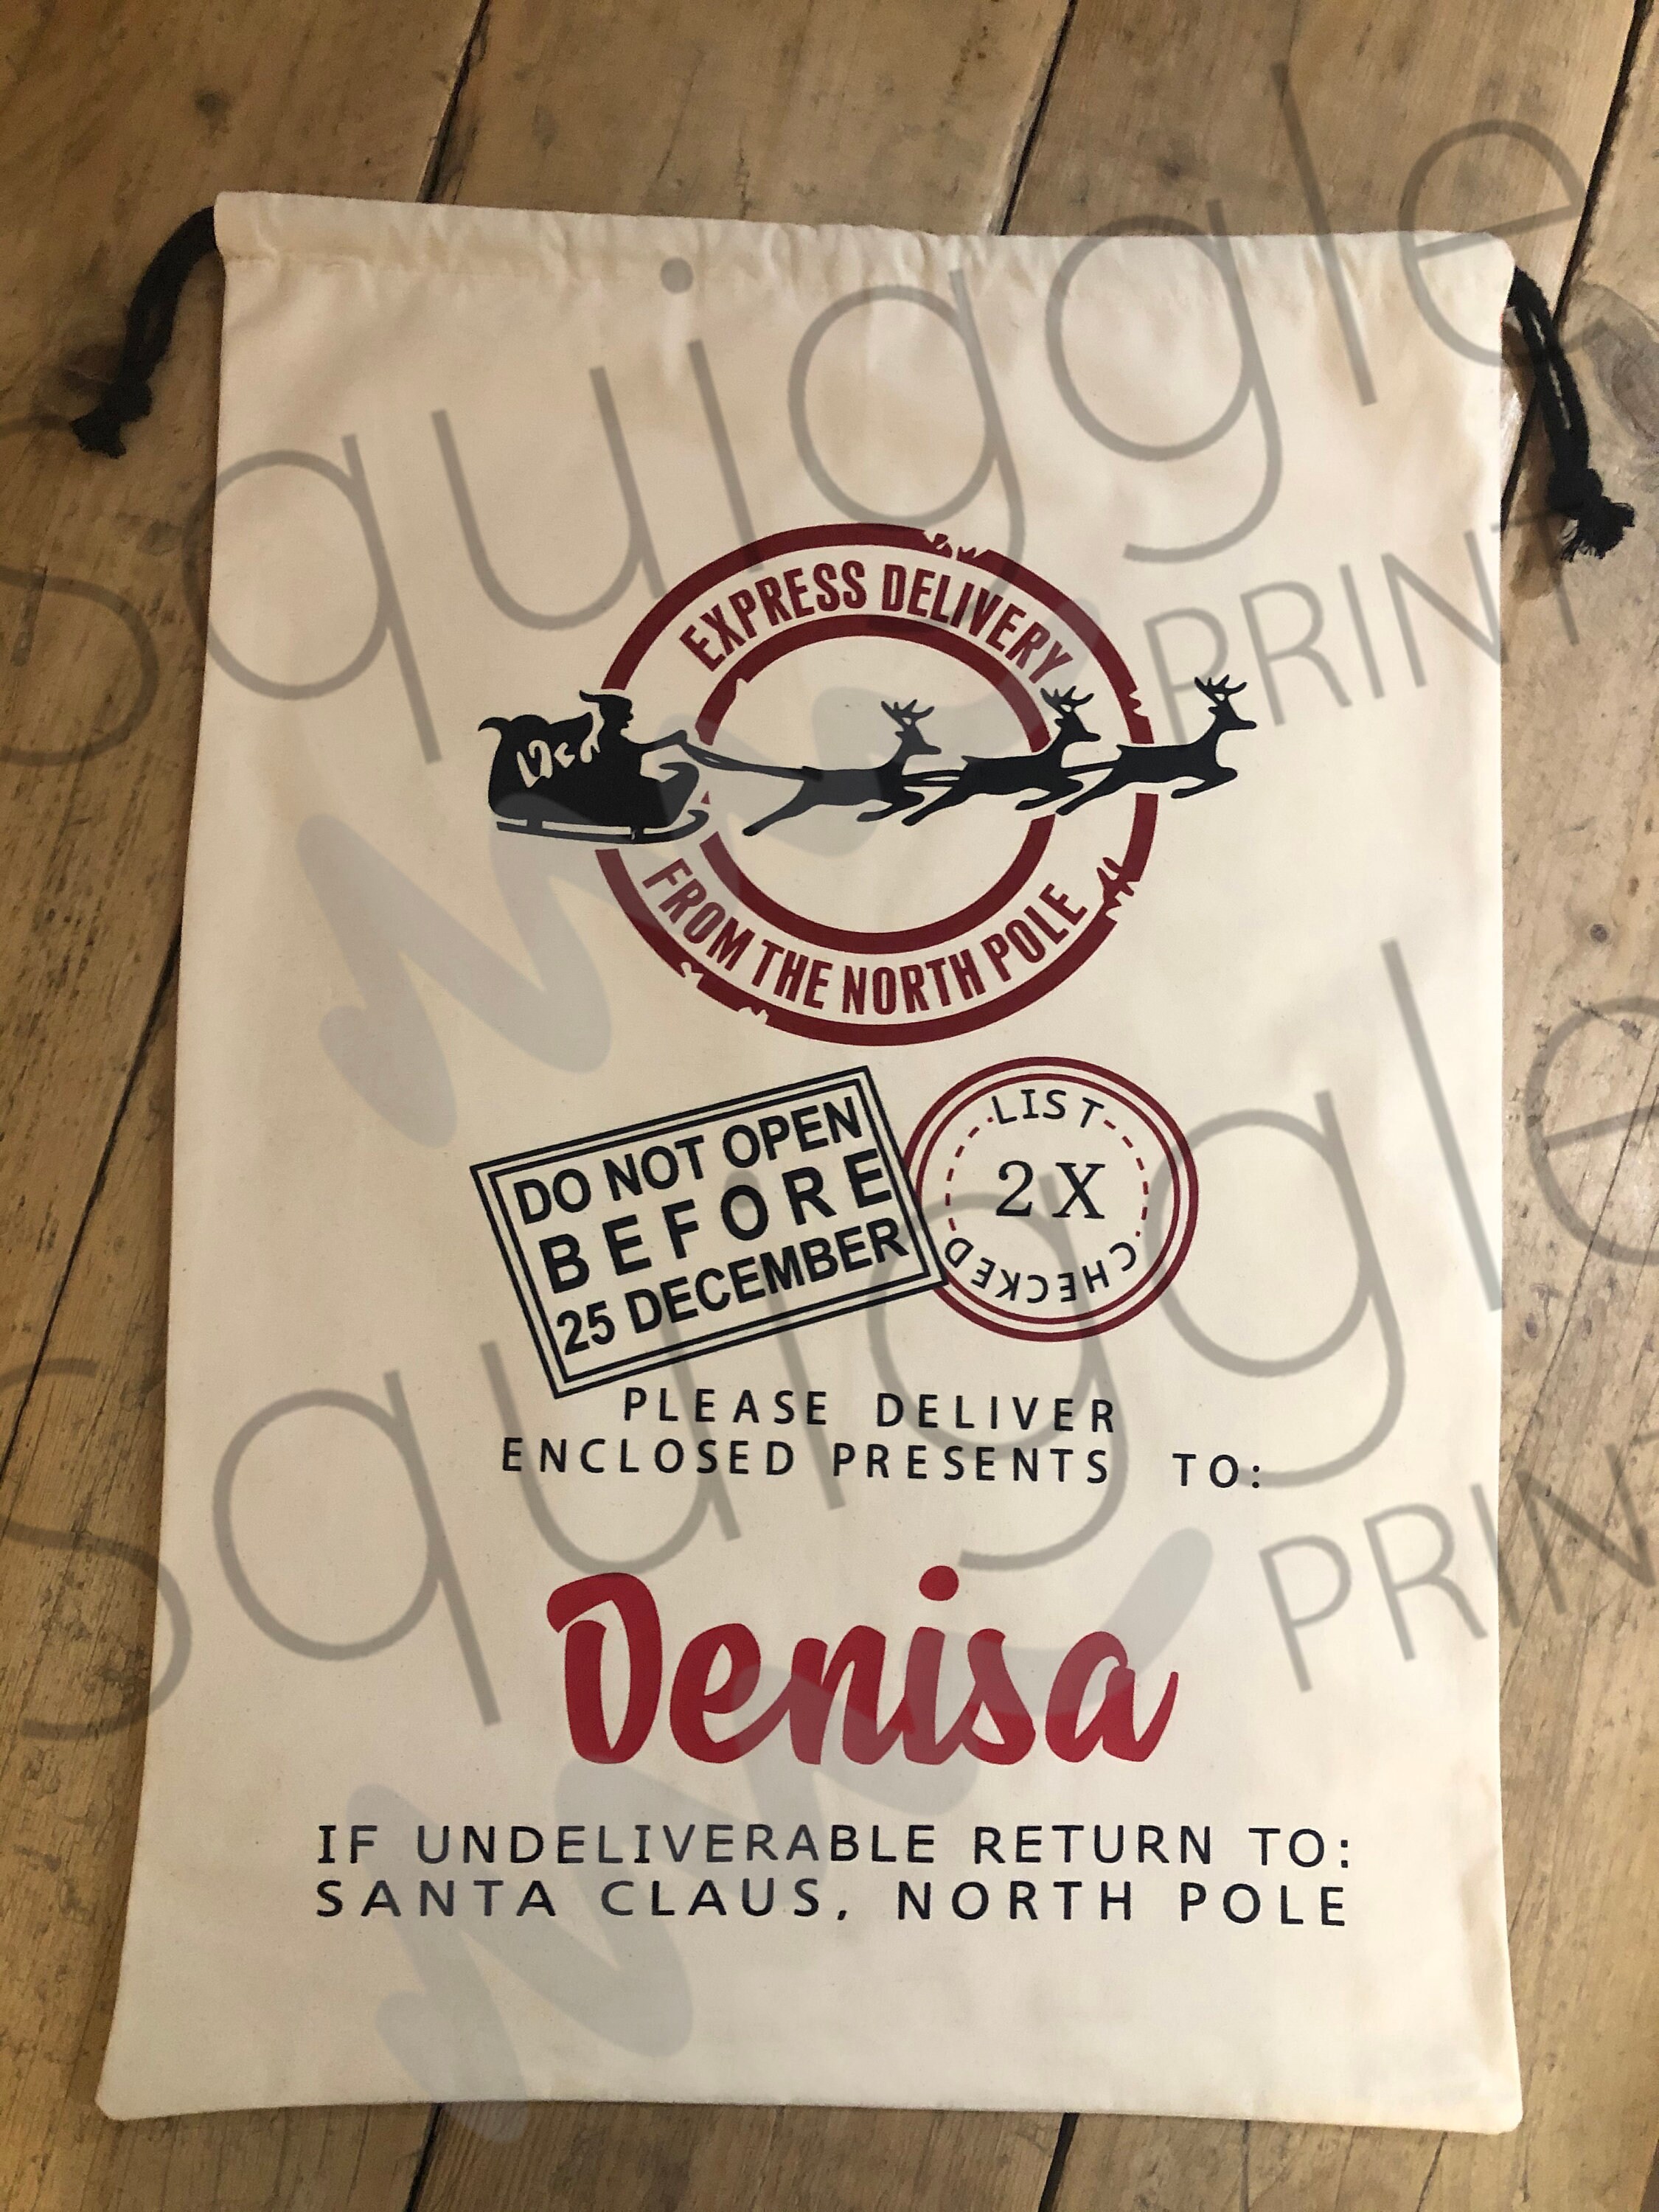 squiggle
PRINT
EXPRESS DELIVERY
FROM THE NORTH POLE
DO NOT OPEN
BEFORE
25 DECEMBER
LIST
2X
CHECKED
PLEASE DELIVER
ENCLOSED PRESENTS TO:
squiggle
PRINT
Denisa
IF UNDELIVERABLE RETURN TO:
SANTA CLAUS, NORTH POLE